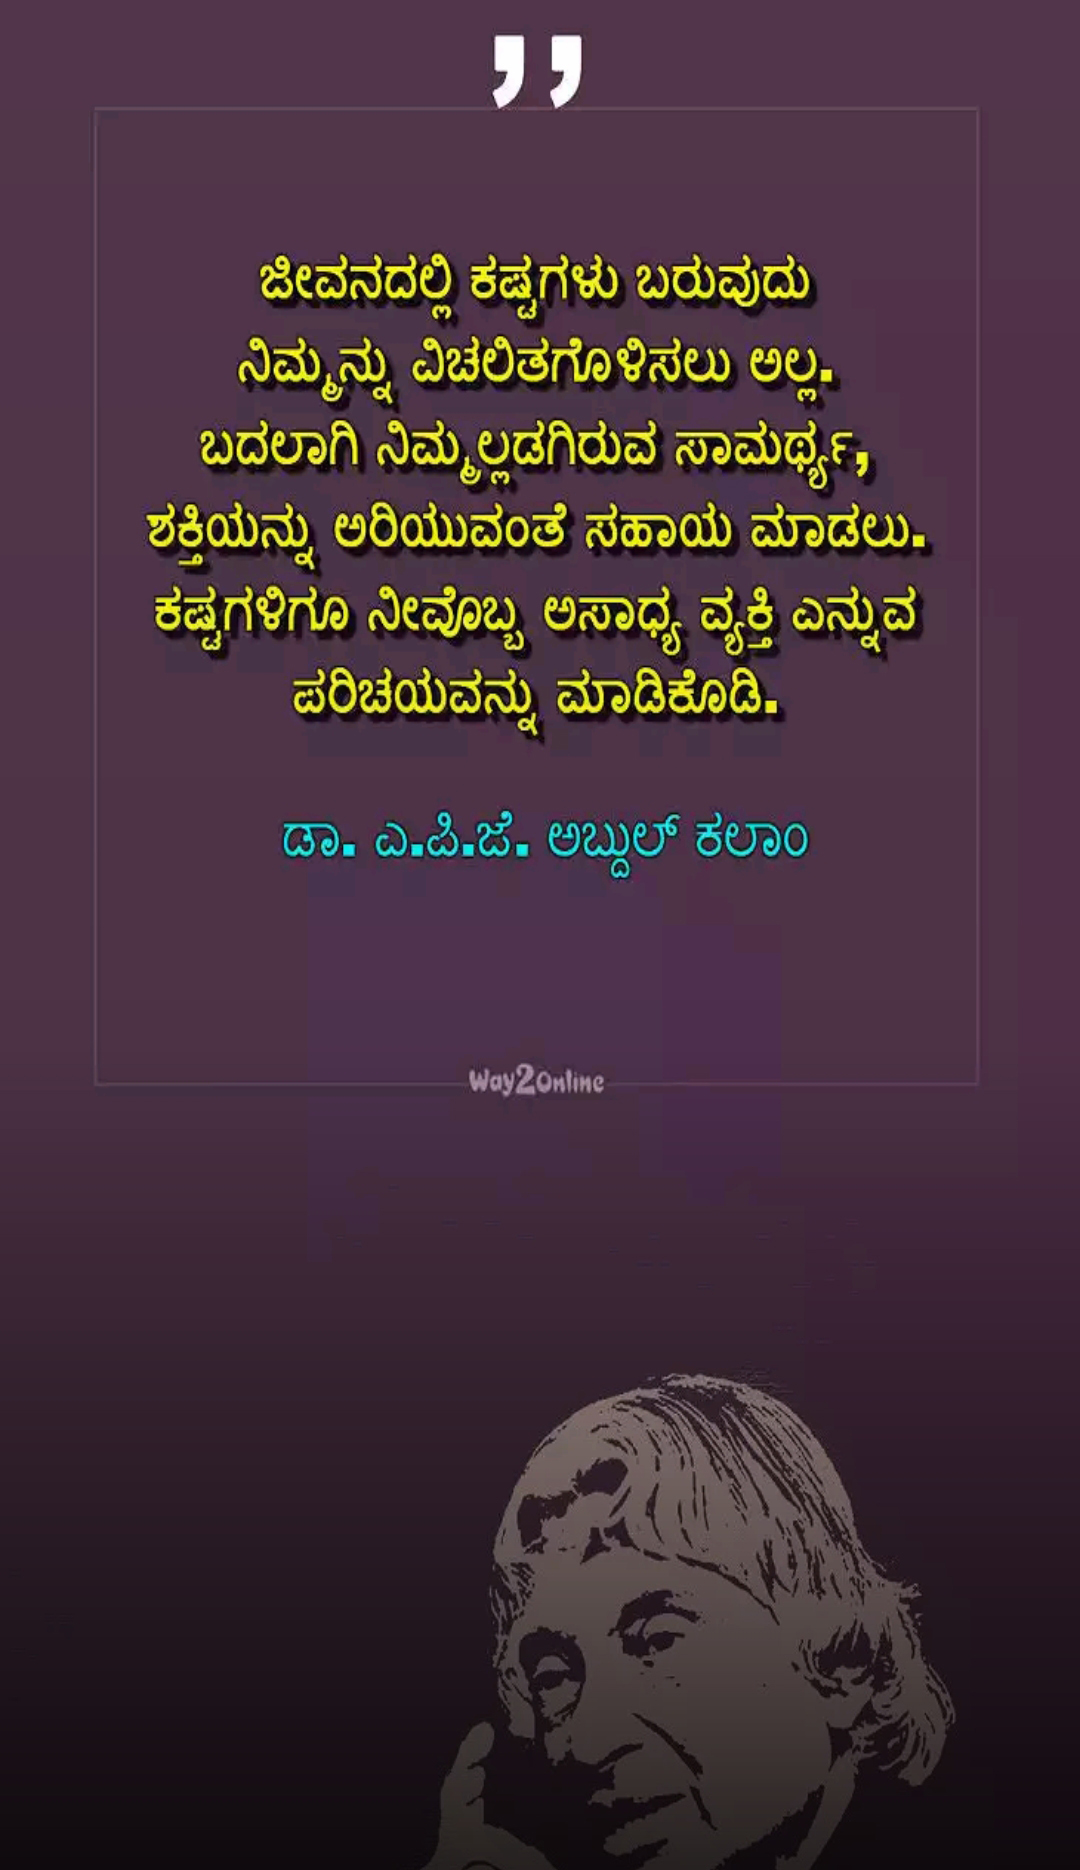 ”
ಜೀವನದಲ್ಲಿ ಕಷ್ಟಗಳು ಬರುವುದು
ನಿಮ್ಮನ್ನು ವಿಚಲಿತಗೊಳಿಸಲು ಅಲ್ಲ.
ಬದಲಾಗಿ ನಿಮ್ಮಲ್ಲಡಗಿರುವ ಸಾಮರ್ಥ್ಯ,
ಶಕ್ತಿಯನ್ನು ಅರಿಯುವಂತೆ ಸಹಾಯ ಮಾಡಲು.
ಕಷ್ಟಗಳಿಗೂ ನೀವೊಬ್ಬ ಅಸಾಧ್ಯ ವ್ಯಕ್ತಿ ಎನ್ನುವ
ಪರಿಚಯವನ್ನು ಮಾಡಿಕೊಡಿ.
ಡಾ. ಎ.ಪಿ.ಜೆ. ಅಬ್ದುಲ್ ಕಲಾಂ
Way2Online